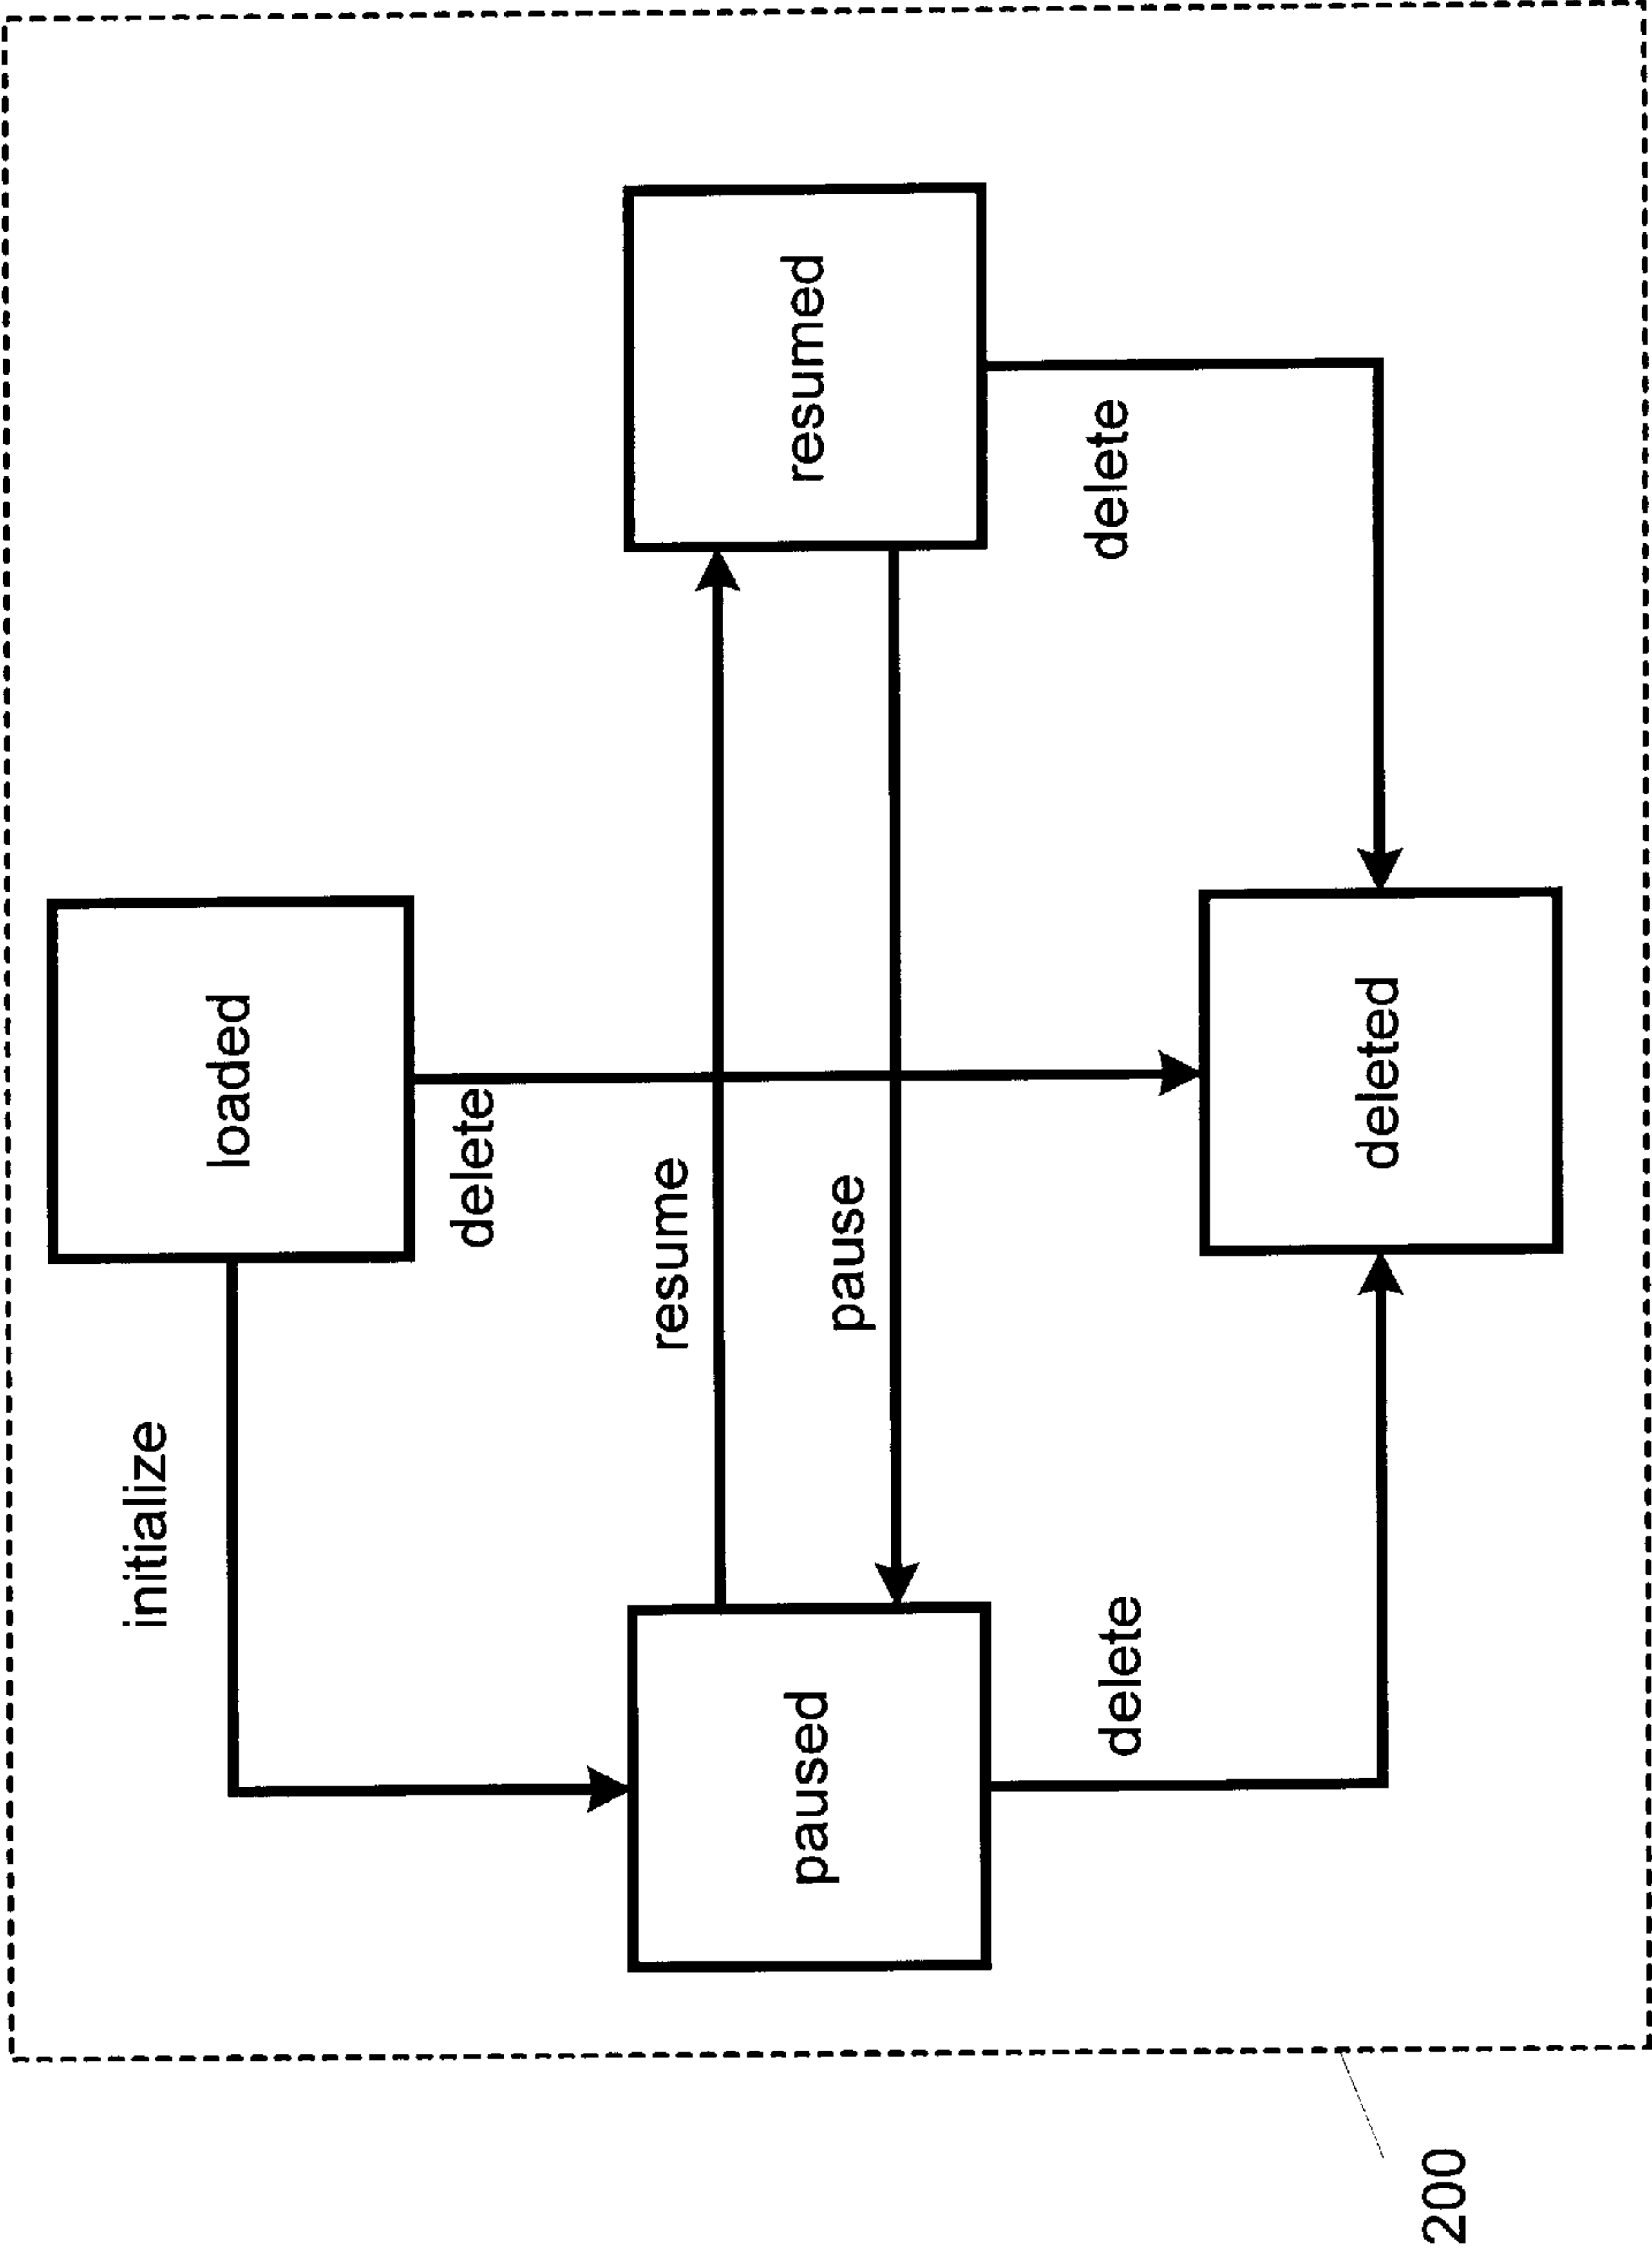 loaded
initialize
delete
resume
pause
paused
resumed
delete
delete
deleted
200